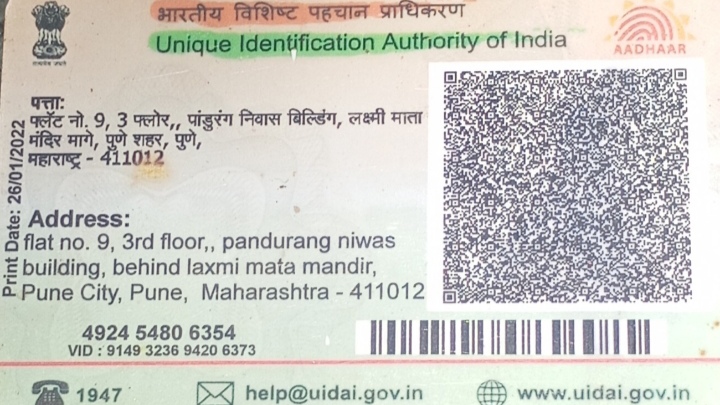 भारतीय विशिष्ट पहचान प्राधिकरण
Unique Identification Authority of India
AADHAAR
पत्ता:
फ्लॅट नो. 9, 3 फ्लोर,, पांडुरंग निवास बिल्डिंग, लक्ष्मी माता
मंदिर मागे, पुणे शहर, पुणे,
महाराष्ट्र - 411012
Print Date: 26/01/2022
Address:
flat no. 9, 3rd floor,, pandurang niwas
building, behind laxmi mata mandir,
Pune City, Pune, Maharashtra - 411012
4924 5480 6354
VID : 9149 3236 9420 6373
1947
help@uidai.gov.in
www.uidai.gov.in